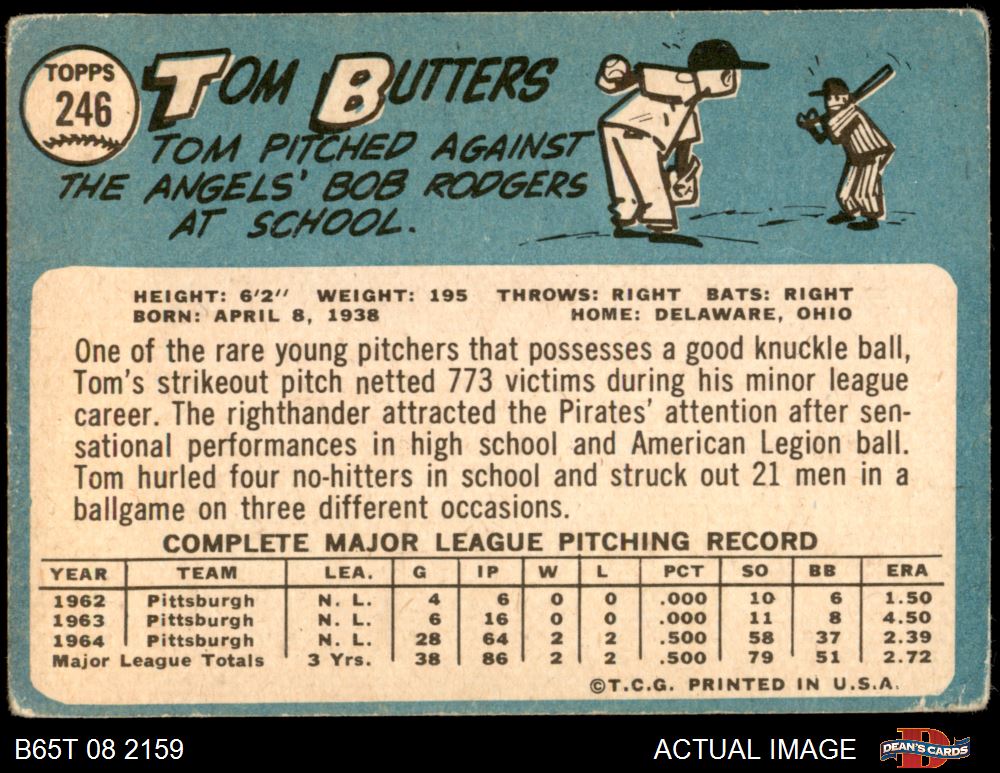 TOPPS
246
TOM BUTTERS
TOM PITCHED AGAINST
THE ANGELS' BOB RODGERS
AT SCHOOL.
HEIGHT: 6'2" WEIGHT: 195 THROWS: RIGHT BATS: RIGHT
BORN: APRIL 8, 1938 HOME: DELAWARE, OHIO
One of the rare young pitchers that possesses a good knuckle ball,
Tom's strikeout pitch netted 773 victims during his minor league
career. The righthander attracted the Pirates' attention after sen-
sational performances in high school and American Legion ball.
Tom hurled four no-hitters in school and struck out 21 men in a
ballgame on three different occasions.
COMPLETE MAJOR LEAGUE PITCHING RECORD
YEAR TEAM LEA. G IP W L PCT SO BB ERA
1962 Pittsburgh N. L. 4 6 0 0 .000 10 6 1.50
1963 Pittsburgh N. L. 6 16 0 0 .000 11 8 4.50
1964 Pittsburgh N. L. 28 64 2 2 .500 58 37 2.39
Major League Totals 3 Yrs. 38 86 2 2 .500 79 51 2.72
©T.C.G. PRINTED IN U.S.A.
B65T 08 2159 ACTUAL IMAGE
B
DEAN'S CARDS